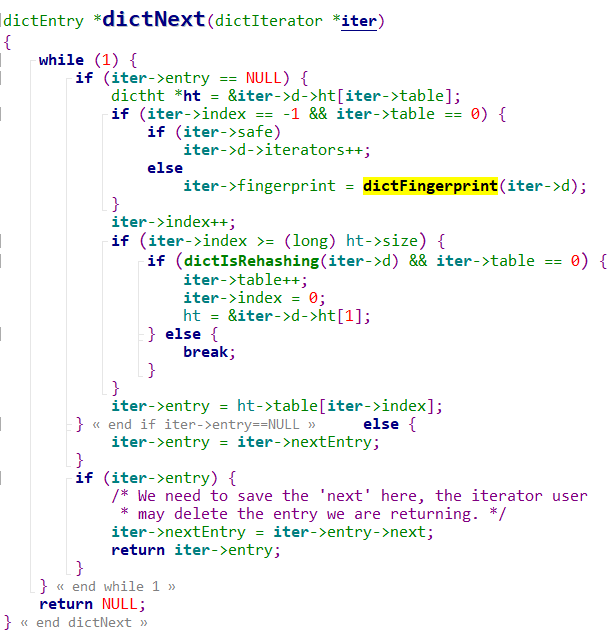 dictEntry *dictNext(dictIterator *iter)
{
    while (1) {
        if (iter->entry == NULL) {
            dictht *ht = &iter->d->ht[iter->table];
            if (iter->index == -1 && iter->table == 0) {
                if (iter->safe)
                    iter->d->iterators++;
                else
                    iter->fingerprint = dictFingerprint(iter->d);
            }
            iter->index++;
            if (iter->index >= (long) ht->size) {
                if (dictIsRehashing(iter->d) && iter->table == 0) {
                    iter->table++;
                    iter->index = 0;
                    ht = &iter->d->ht[1];
                } else {
                    break;
                }
            }
            iter->entry = ht->table[iter->index];
        } « end if iter->entry==NULL » else {
            iter->entry = iter->nextEntry;
        }
        if (iter->entry) {
            /* We need to save the 'next' here, the iterator user
             * may delete the entry we are returning. */
            iter->nextEntry = iter->entry->next;
            return iter->entry;
        }
    } « end while 1 »
    return NULL;
} « end dictNext »